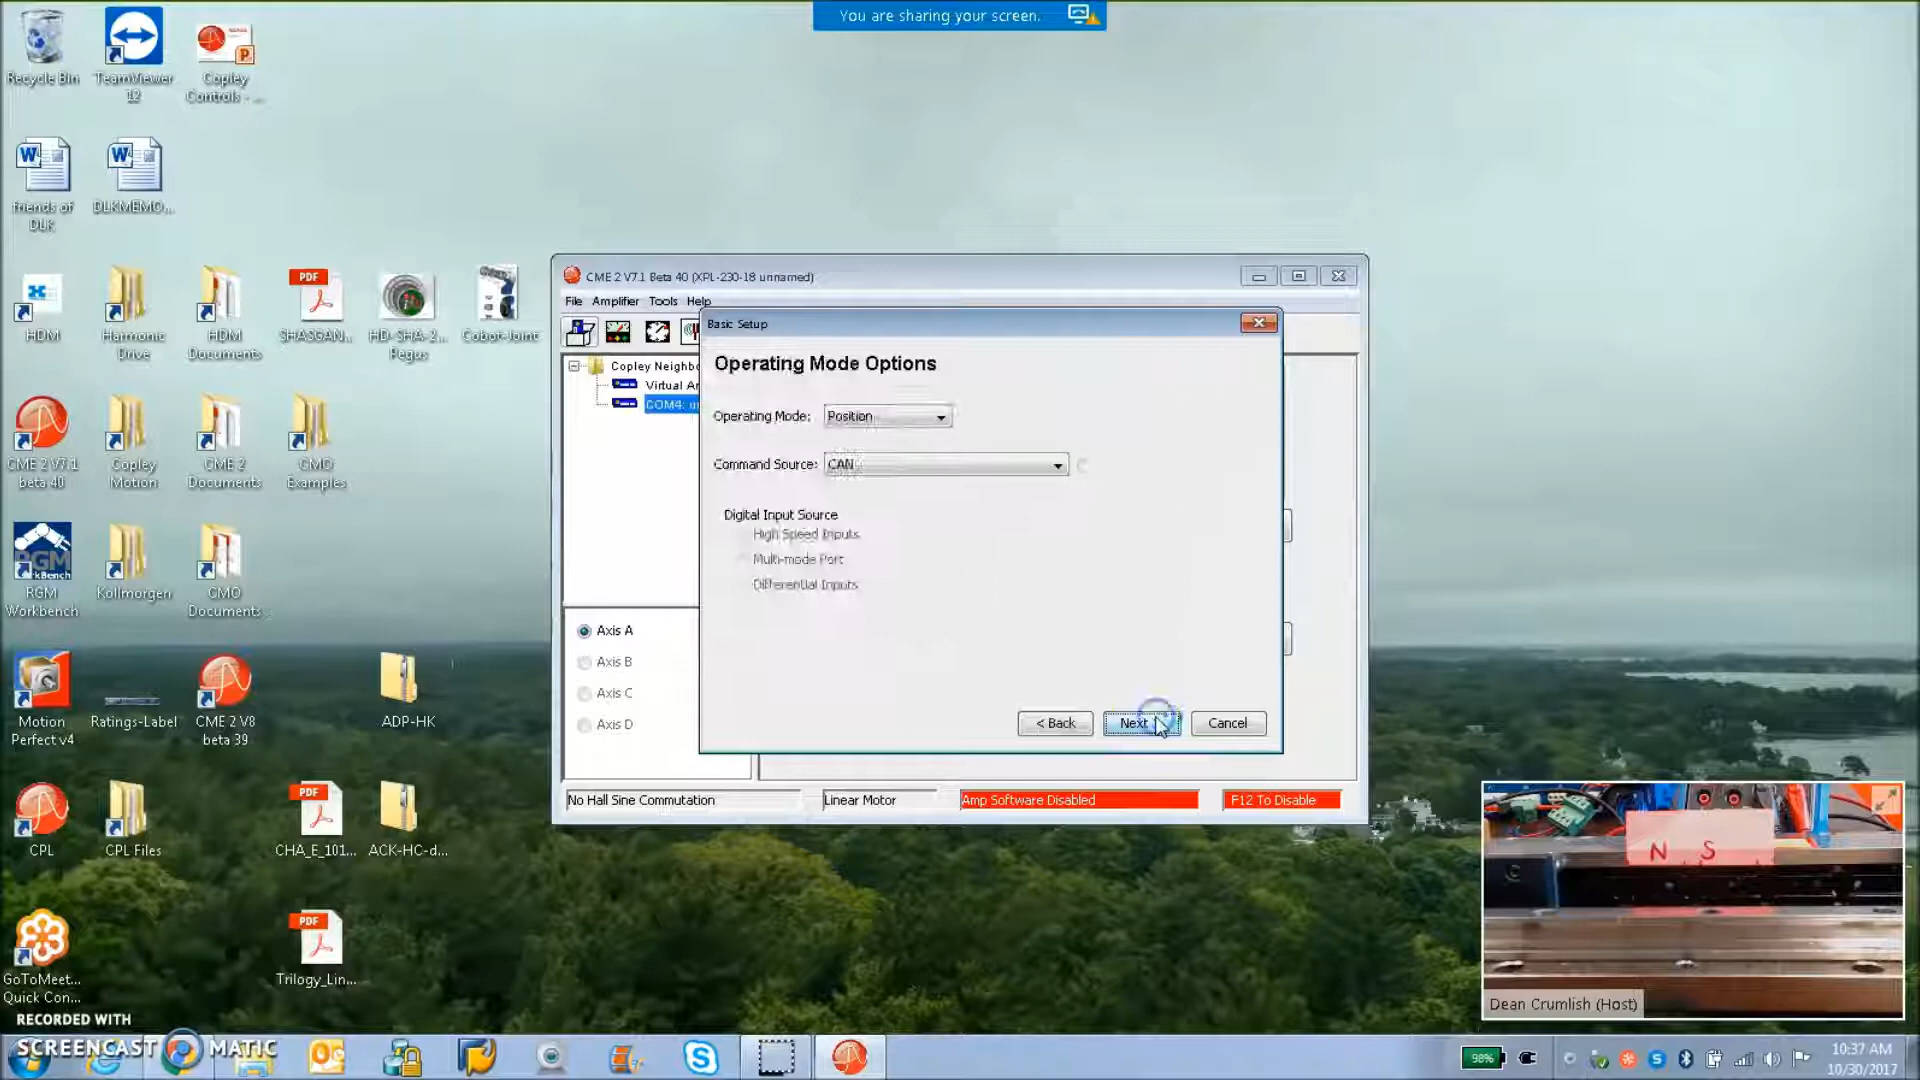 You are sharing your screen.
Recycle Bin
TeamViewer 12
Copley Controls - ...
friends of DLK
DLKMEMO...
HDM
Harmonic Drive
HDM Documents
SHA25AN...
HD-SHA-2... Pegus
Cobot-Joint
CME 2 V7.1 beta 40
Copley Motion
CME 2 Documents
CMO Examples
RGM Workbench
Kollmorgen
CMO Documents
Motion Perfect v4
Ratings-Label
CME 2 V8 beta 39
ADP-HK
CPL
CPL Files
CHA_E_101...
ACK-HC-d...
GoToMeet... Quick Con...
Trilogy_Lin...
RECORDED WITH
SCREENCAST MATIC
CME 2 V7.1 Beta 40 (XPL-230-18 unnamed)
File Amplifier Tools Help
Copley Neighbo
Virtual Am
COM4: u
Axis A
Axis B
Axis C
Axis D
Basic Setup
Operating Mode Options
Operating Mode: Position
Command Source: CAN
Digital Input Source
High Speed Inputs
Multi-mode Port
Differential Inputs
< Back Next > Cancel
No Hall Sine Commutation Linear Motor Amp Software Disabled F12 To Disable
N S
Dean Crumlish (Host)
98%
10:37 AM
10/30/2017